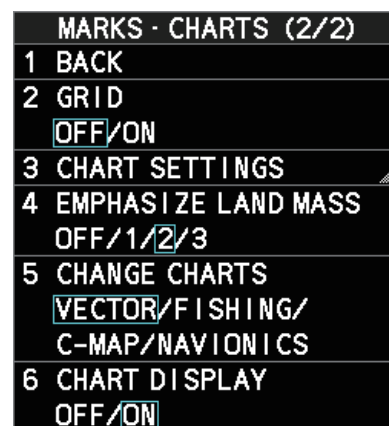 MARKS - CHARTS (2/2)
1 BACK
2 GRID
OFF/ON
3 CHART SETTINGS
4 EMPHASIZE LAND MASS
OFF/1/2/3
5 CHANGE CHARTS
VECTOR/FISHING/
C-MAP/NAVIONICS
6 CHART DISPLAY
OFF/ON